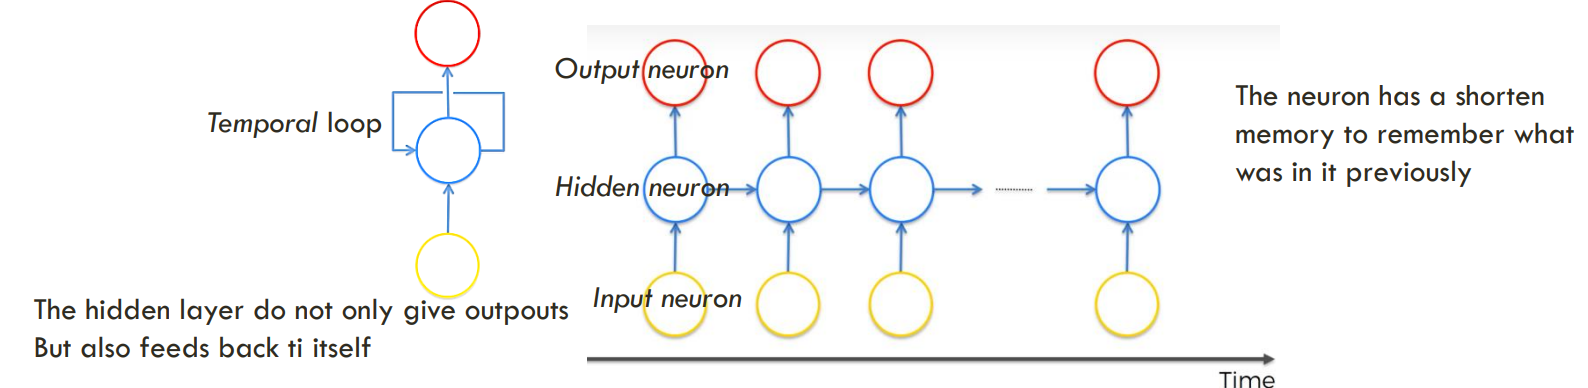 Temporal loop
The hidden layer do not only give outpouts
But also feeds back ti itself
Output neuron
Hidden neuron
Input neuron
Time
The neuron has a shorten
memory to remember what
was in it previously